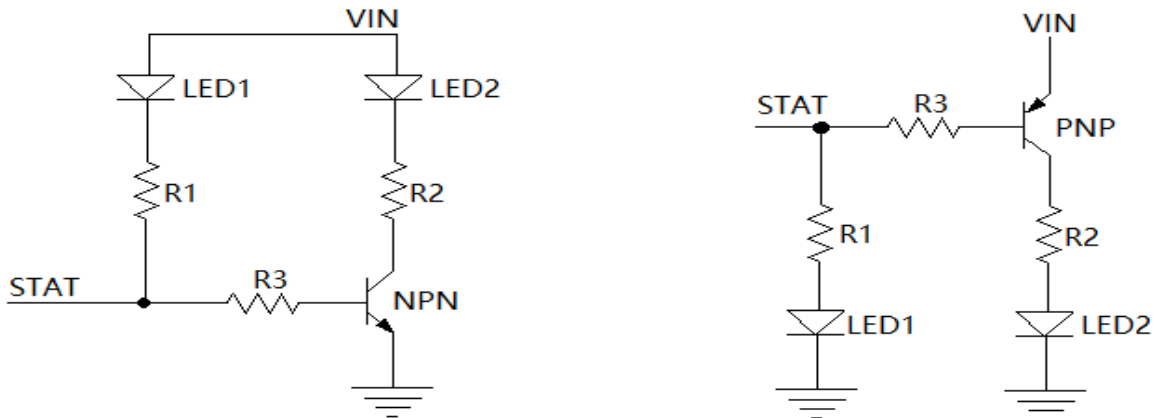 VIN
LED1
LED2
R1
R2
STAT
R3
NPN
VIN
STAT
R3
PNP
R1
R2
LED1
LED2